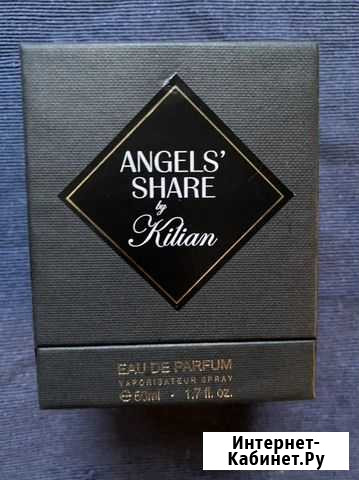 ANGELS'
SHARE
by
Kilian
EAU DE PARFUM
VAPORISATEUR SPRAY
℮ 50ml · 1.7 fl. oz.
Интернет-
Кабинет.Ру